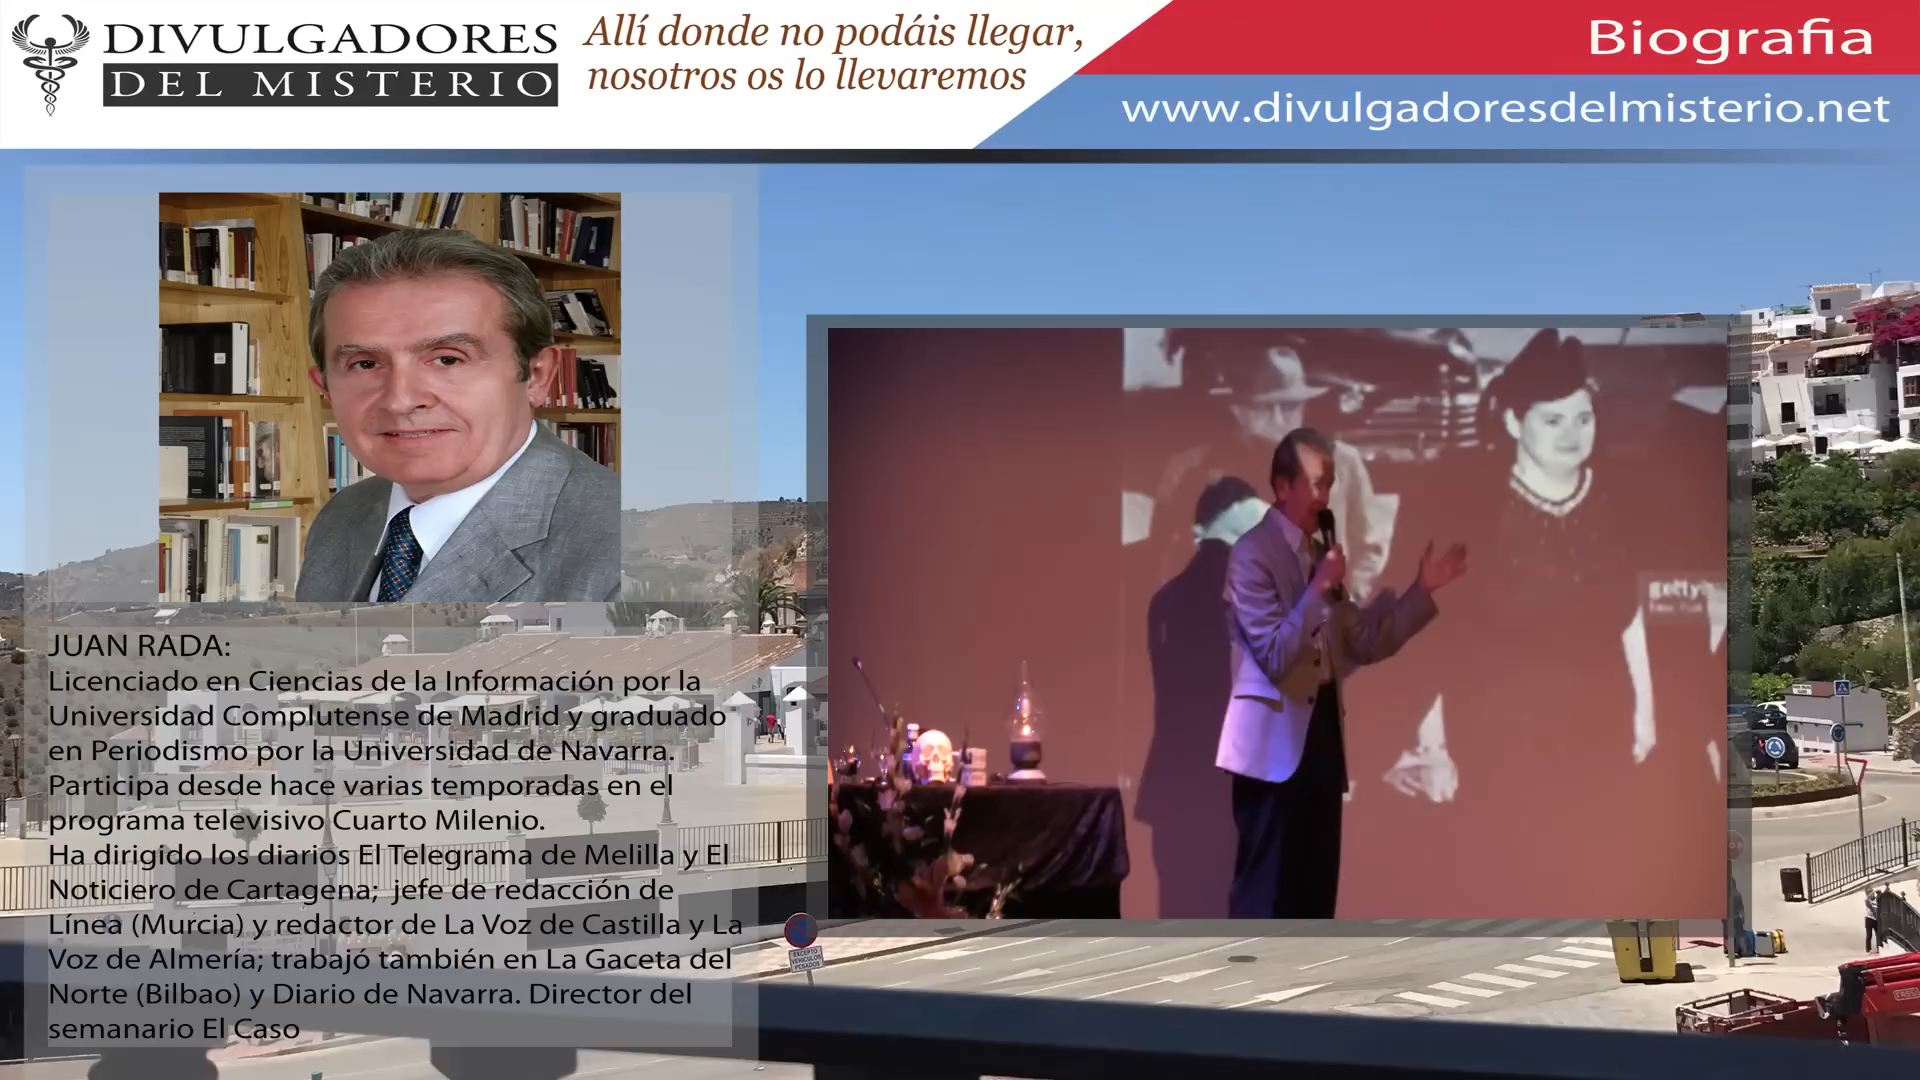 DIVULGADORES
DEL MISTERIO
Allí donde no podáis llegar,
nosotros os lo llevaremos
Biografia
www.divulgadoresdelmisterio.net
JUAN RADA:
Licenciado en Ciencias de la Información por la
Universidad Complutense de Madrid y graduado
en Periodismo por la Universidad de Navarra.
Participa desde hace varias temporadas en el
programa televisivo Cuarto Milenio.
Ha dirigido los diarios El Telegrama de Melilla y El
Noticiero de Cartagena;  jefe de redacción de
Línea (Murcia) y redactor de La Voz de Castilla y La
Voz de Almería; trabajó también en La Gaceta del
Norte (Bilbao) y Diario de Navarra. Director del
semanario El Caso
getty
EXCEPTO
VEHICULOS
PESADOS